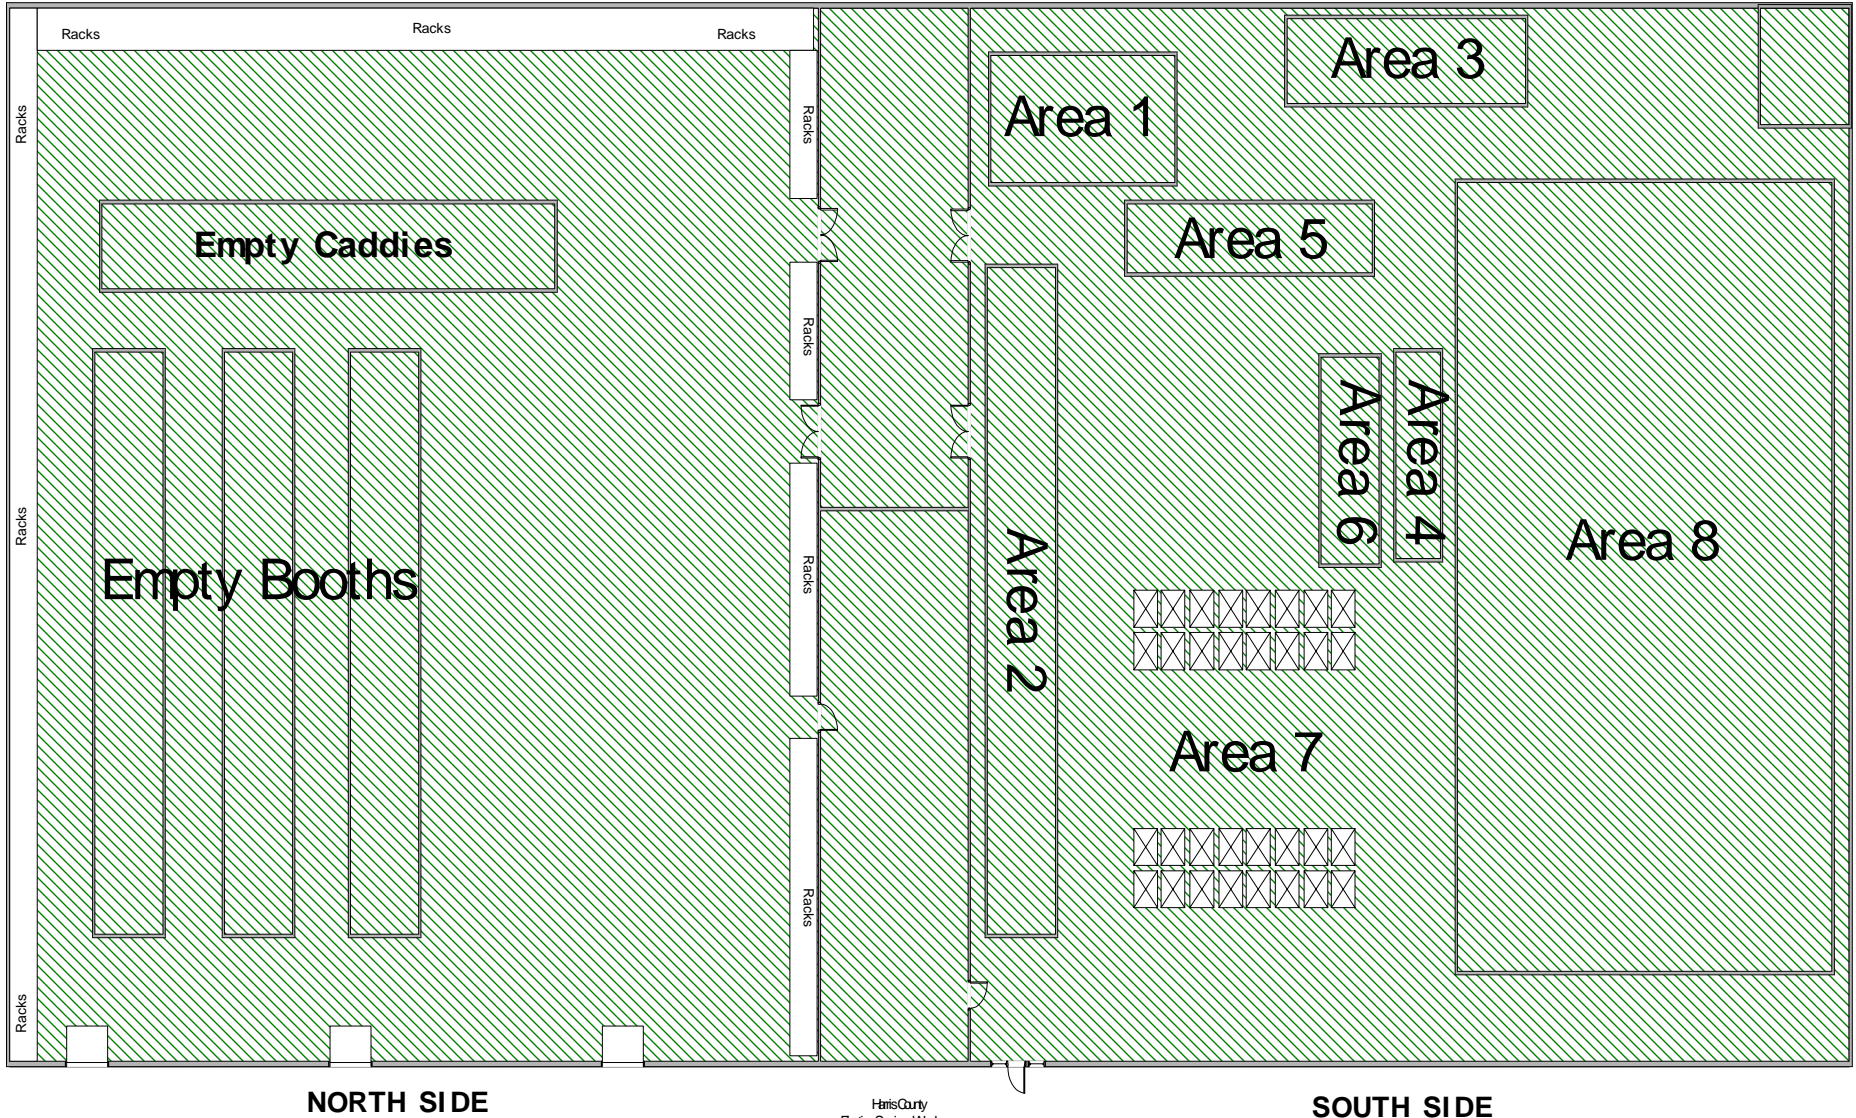 Racks
Racks
Racks
Area 3
Area 1
Racks
Racks
Empty Caddies
Area 5
Racks
Area 6
Area 4
Racks
Area 8
Empty Booths
Racks
Area 2
Area 7
Racks
Racks
NORTH SIDE
Harris County
SOUTH SIDE